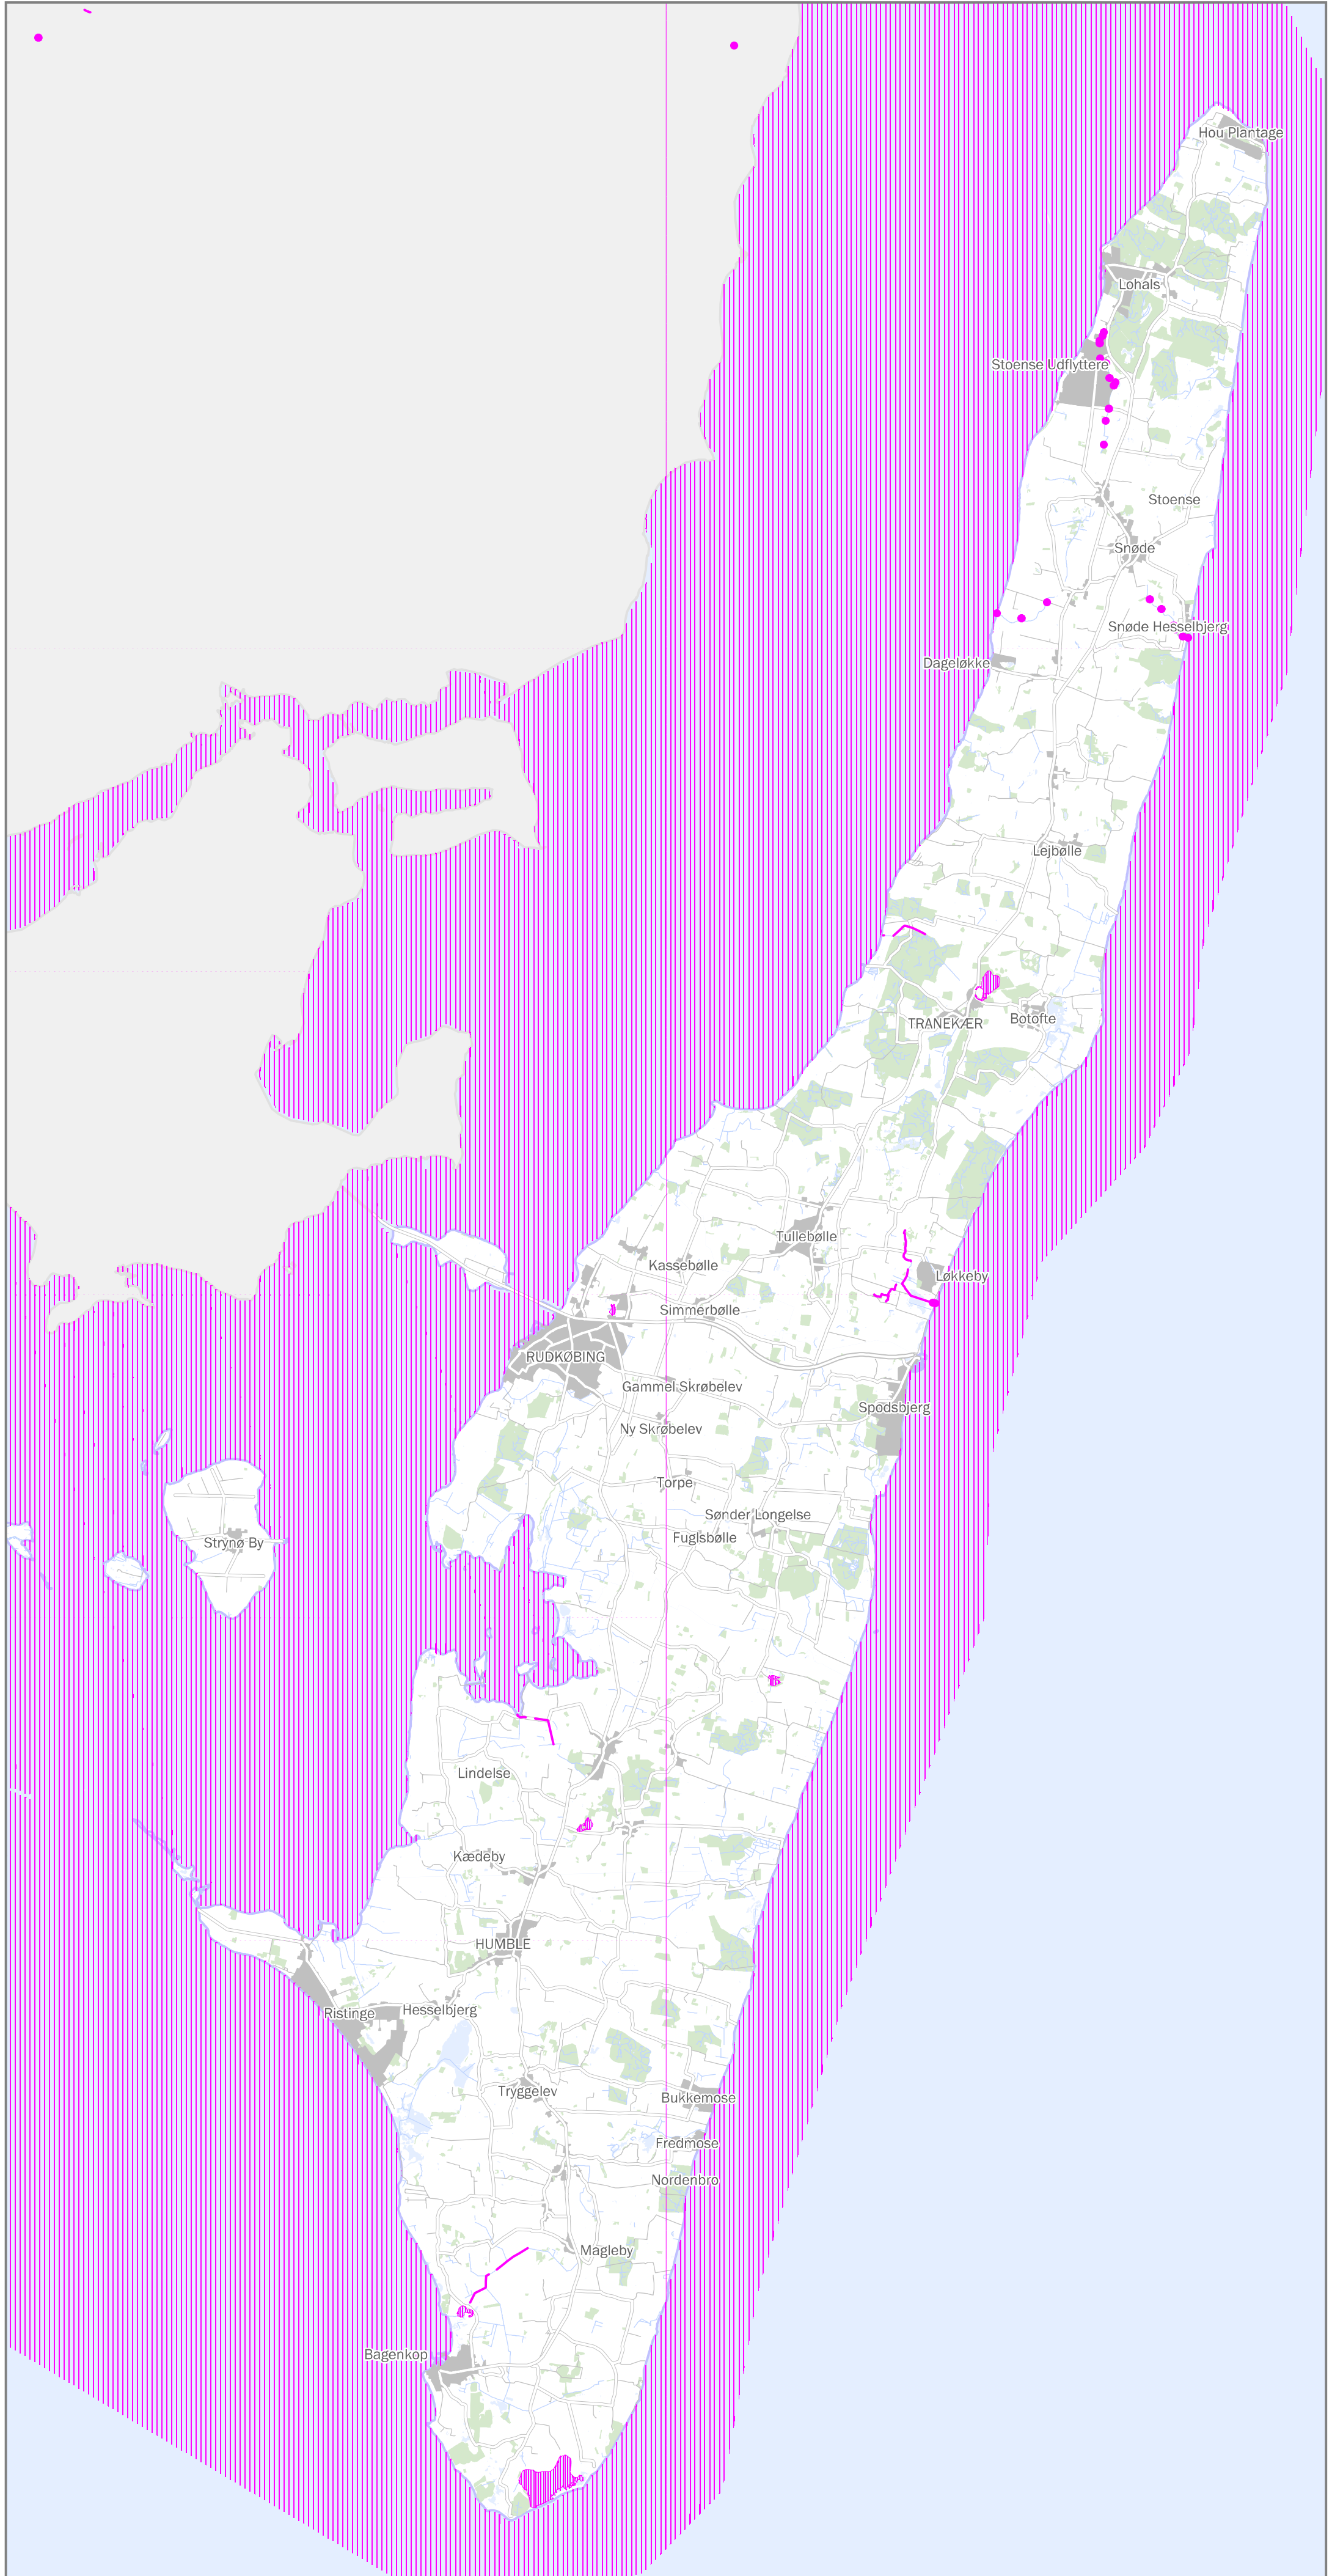 Hou Plantage
Lohals
Stoense Udflyttere
Stoense
Snøde
Snøde Hesselbjerg
Dageløkke
Lejbølle
TRANEKÆR
Botofte
Tullebølle
Kassebølle
Løkkeby
Simmerbølle
RUDKØBING
Gammel Skrøbelev
Spodsbjerg
Ny Skrøbelev
Torpe
Sønder Longelse
Fuglsbølle
Strynø By
Lindelse
Kædeby
HUMBLE
Ristinge
Hesselbjerg
Tryggelev
Bukkemose
Fredmose
Nordenbro
Magleby
Bagenkop